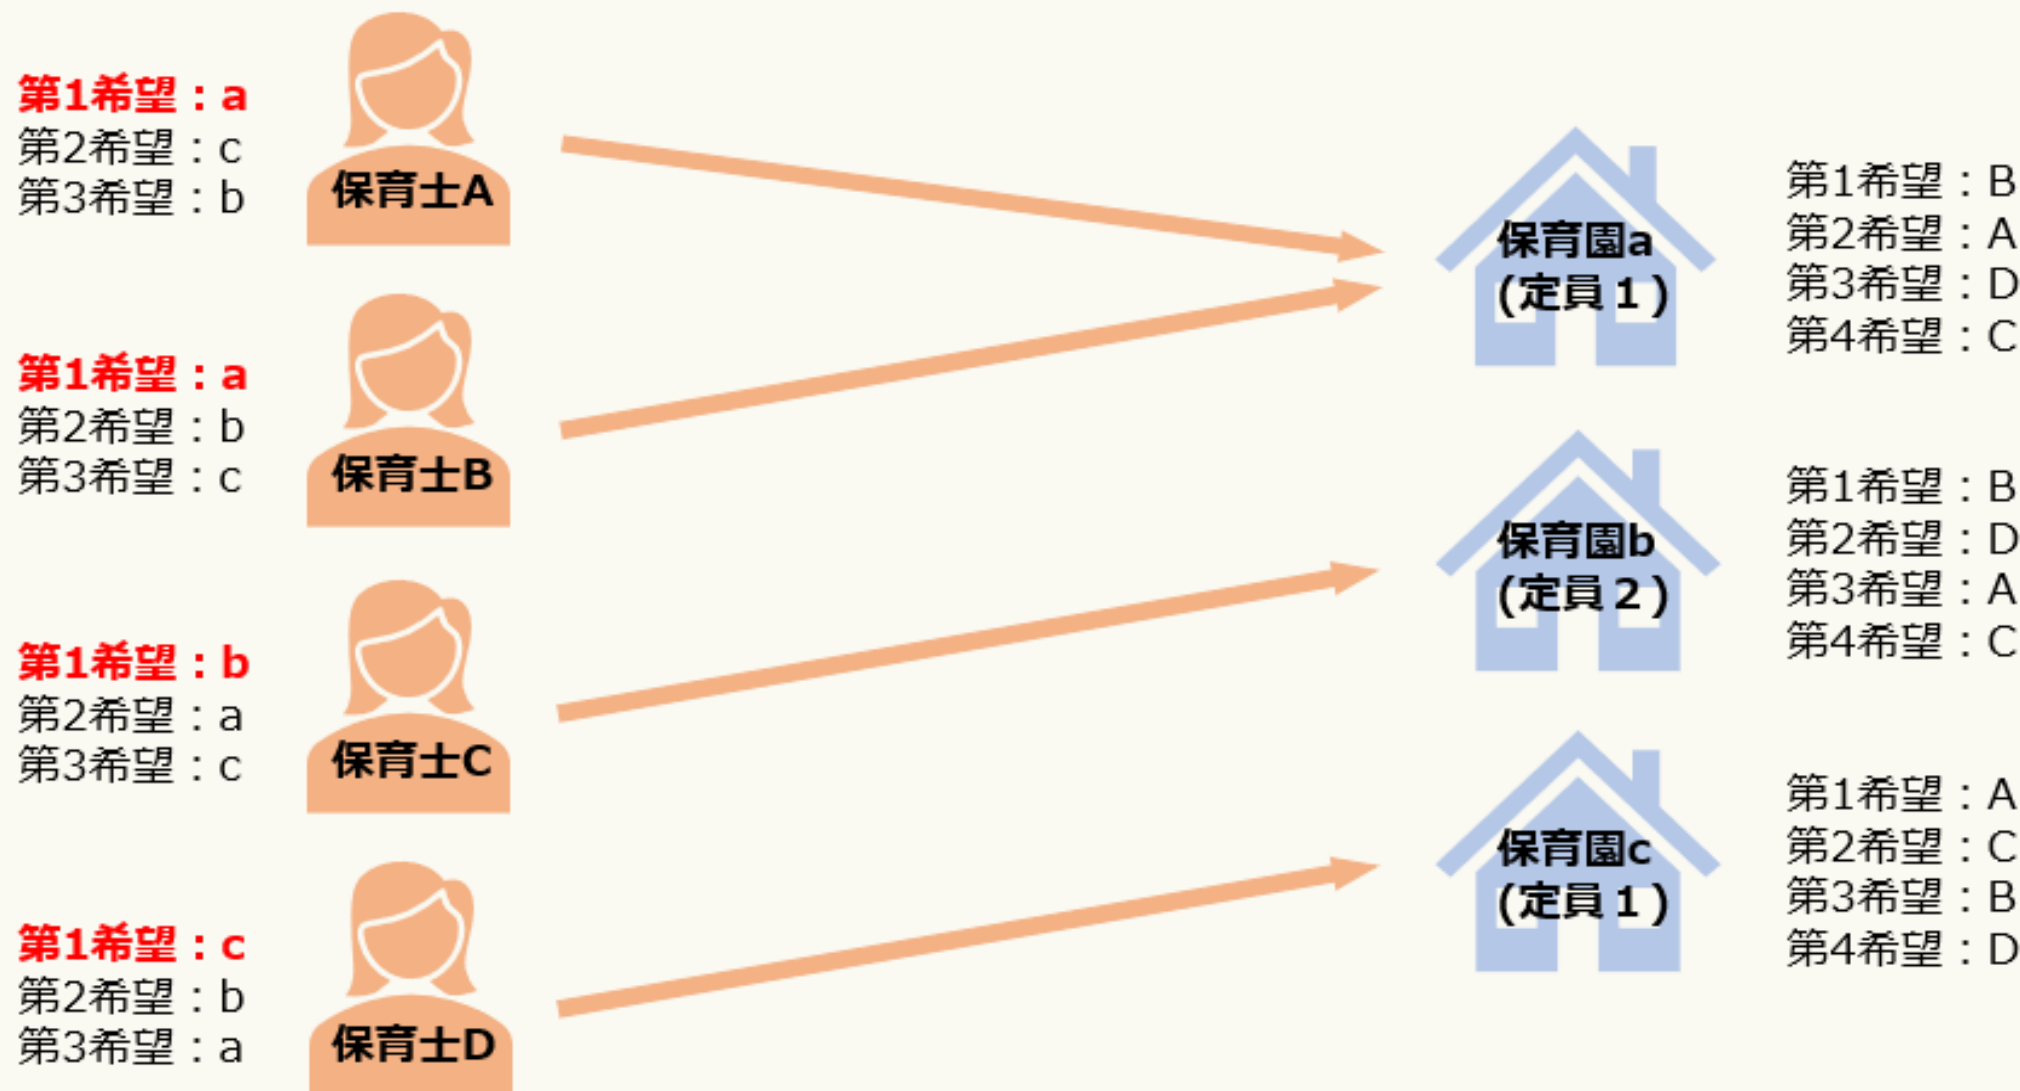 第1希望：a
第2希望：c
第3希望：b
保育士A
第1希望：a
第2希望：b
第3希望：c
保育士B
第1希望：b
第2希望：a
第3希望：c
保育士C
第1希望：c
第2希望：b
第3希望：a
保育士D
保育園a
(定員１)
第1希望：B
第2希望：A
第3希望：D
第4希望：C
保育園b
(定員２)
第1希望：B
第2希望：D
第3希望：A
第4希望：C
保育園c
(定員１)
第1希望：A
第2希望：C
第3希望：B
第4希望：D